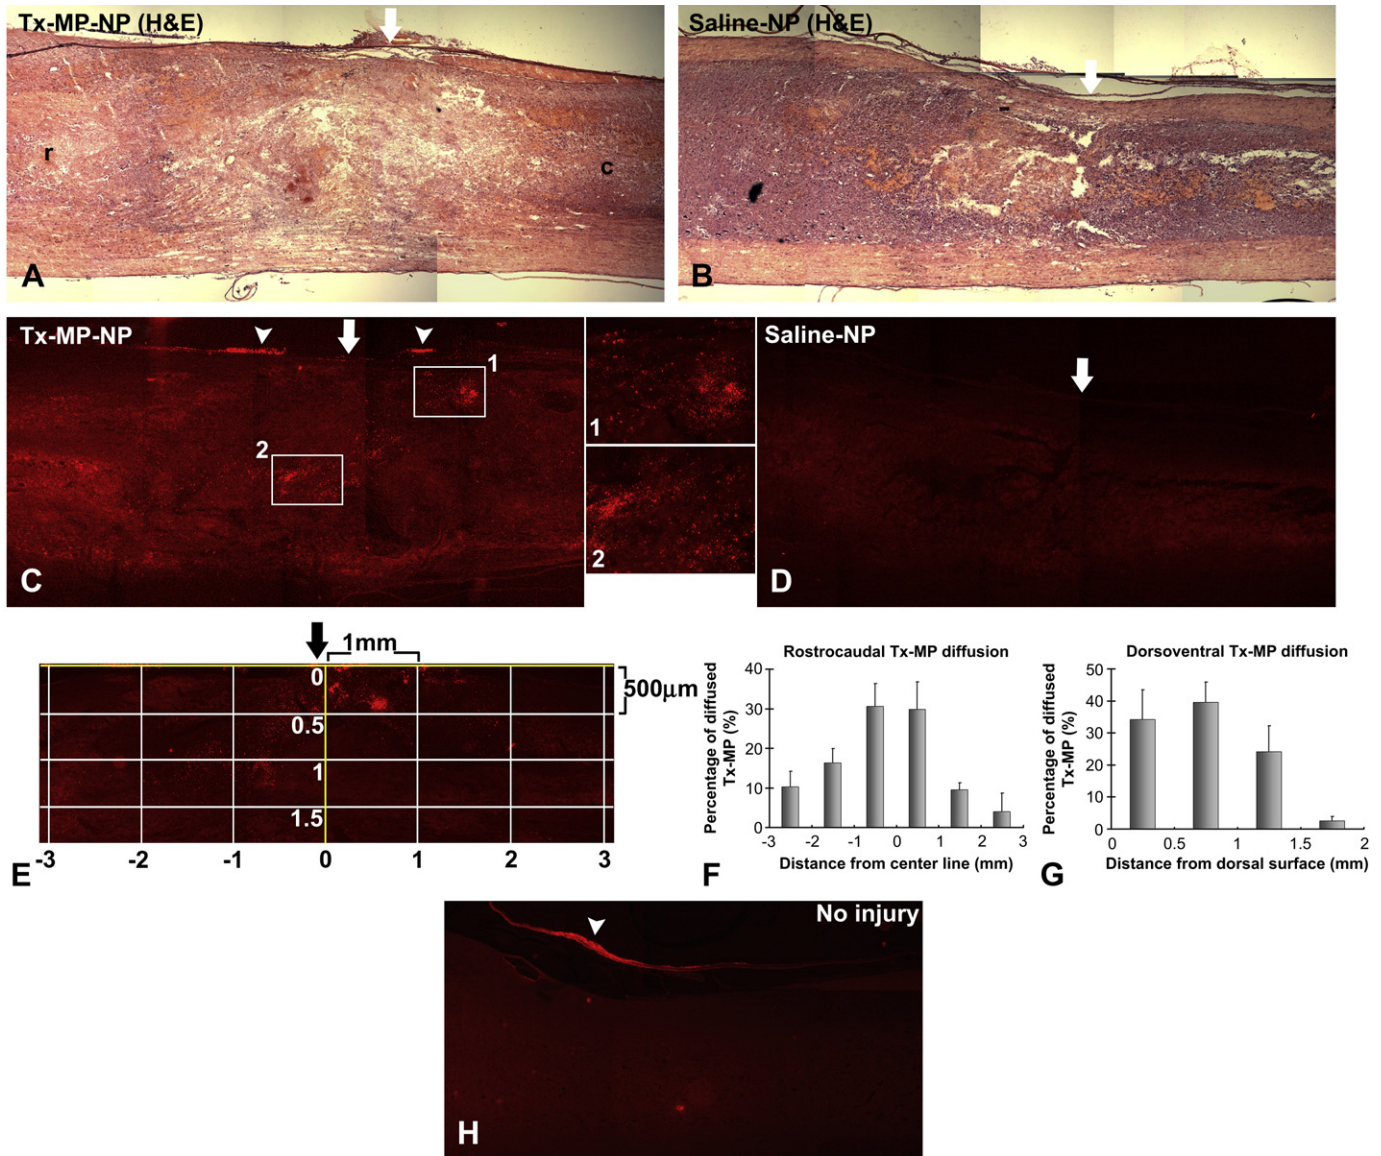 Tx-MP-NP (H&E)
r
c
A
Saline-NP (H&E)
B
Tx-MP-NP
1
2
C
1
2
Saline-NP
D
1mm
0
500μm
0.5
1
1.5
E
-3 -2 -1 0 1 2 3
Rostrocaudal Tx-MP diffusion
Percentage of diffused
Tx-MP (%)
40
30
20
10
0
-3 -2 -1 0 1 2 3
Distance from center line (mm)
F
Dorsoventral Tx-MP diffusion
Percentage of diffused
Tx-MP (%)
50
40
30
20
10
0
0 0.5 1 1.5 2
Distance from dorsal surface (mm)
G
No injury
H